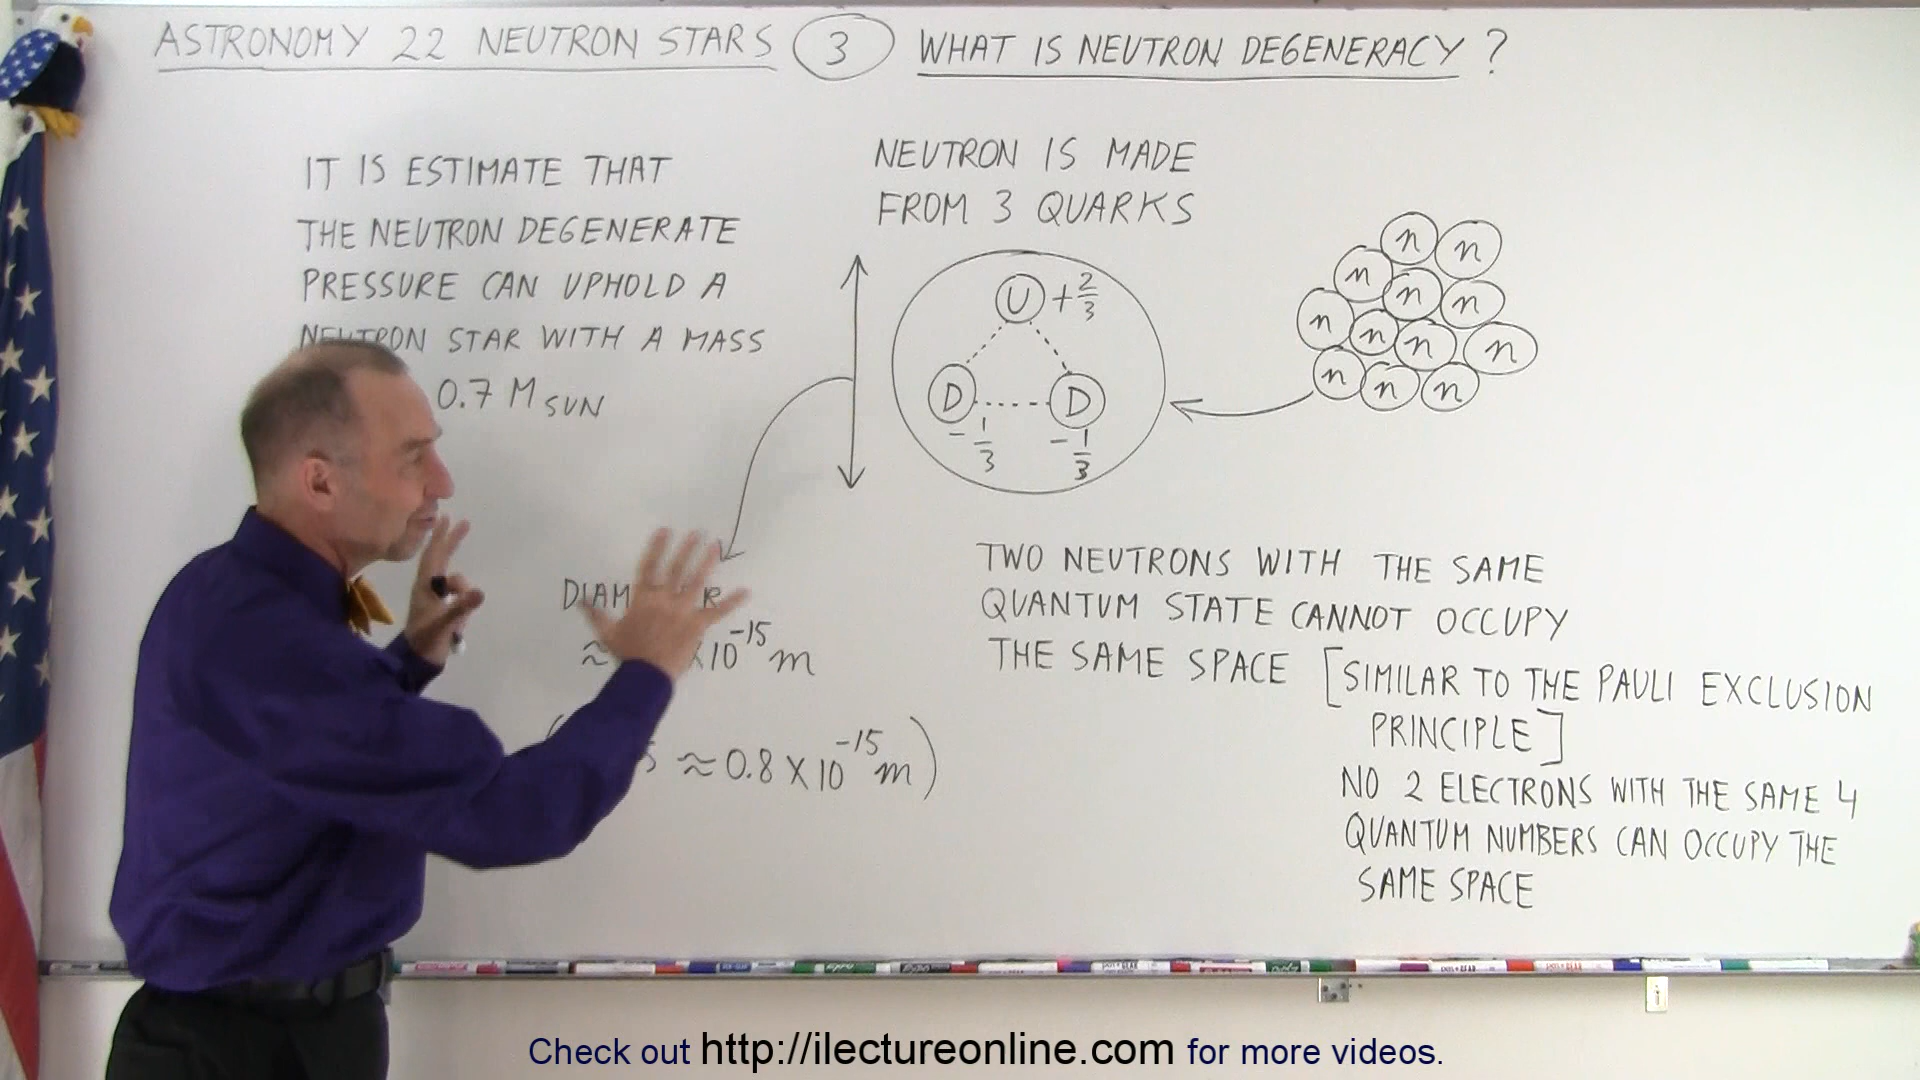 ASTRONOMY 22 NEUTRON STARS 3 WHAT IS NEUTRON DEGENERACY ?
IT IS ESTIMATE THAT
THE NEUTRON DEGENERATE
PRESSURE CAN UPHOLD A
NEUTRON STAR WITH A MASS
0.7 M SUN
≈ ×10^-15 m
≈ 0.8 × 10^-15 m )
NEUTRON IS MADE
FROM 3 QUARKS
U + 2/3
D D
- 1/3 - 1/3
n n
n n n
n n n n
n n n
TWO NEUTRONS WITH THE SAME
QUANTUM STATE CANNOT OCCUPY
THE SAME SPACE [SIMILAR TO THE PAULI EXCLUSION
PRINCIPLE]
NO 2 ELECTRONS WITH THE SAME 4
QUANTUM NUMBERS CAN OCCUPY THE
SAME SPACE
Check out http://ilectureonline.com for more videos.